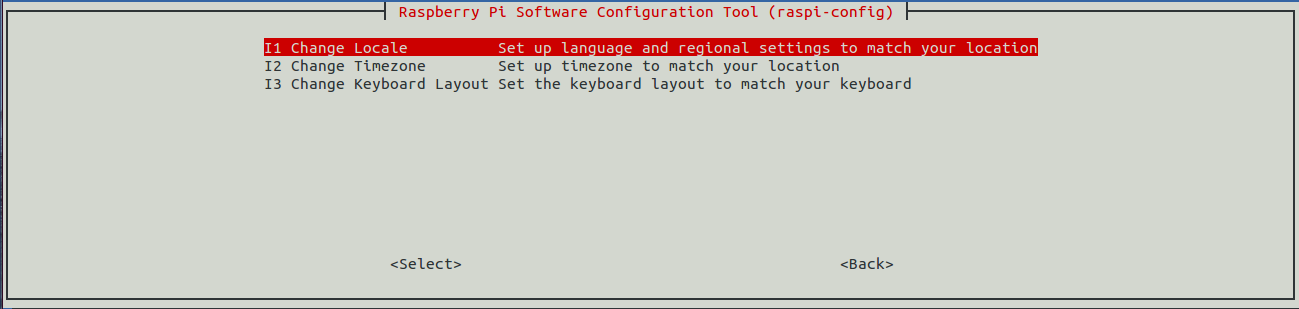 Raspberry Pi Software Configuration Tool (raspi-config)
I1 Change Locale Set up language and regional settings to match your location
I2 Change Timezone Set up timezone to match your location
I3 Change Keyboard Layout Set the keyboard layout to match your keyboard
<Select> <Back>